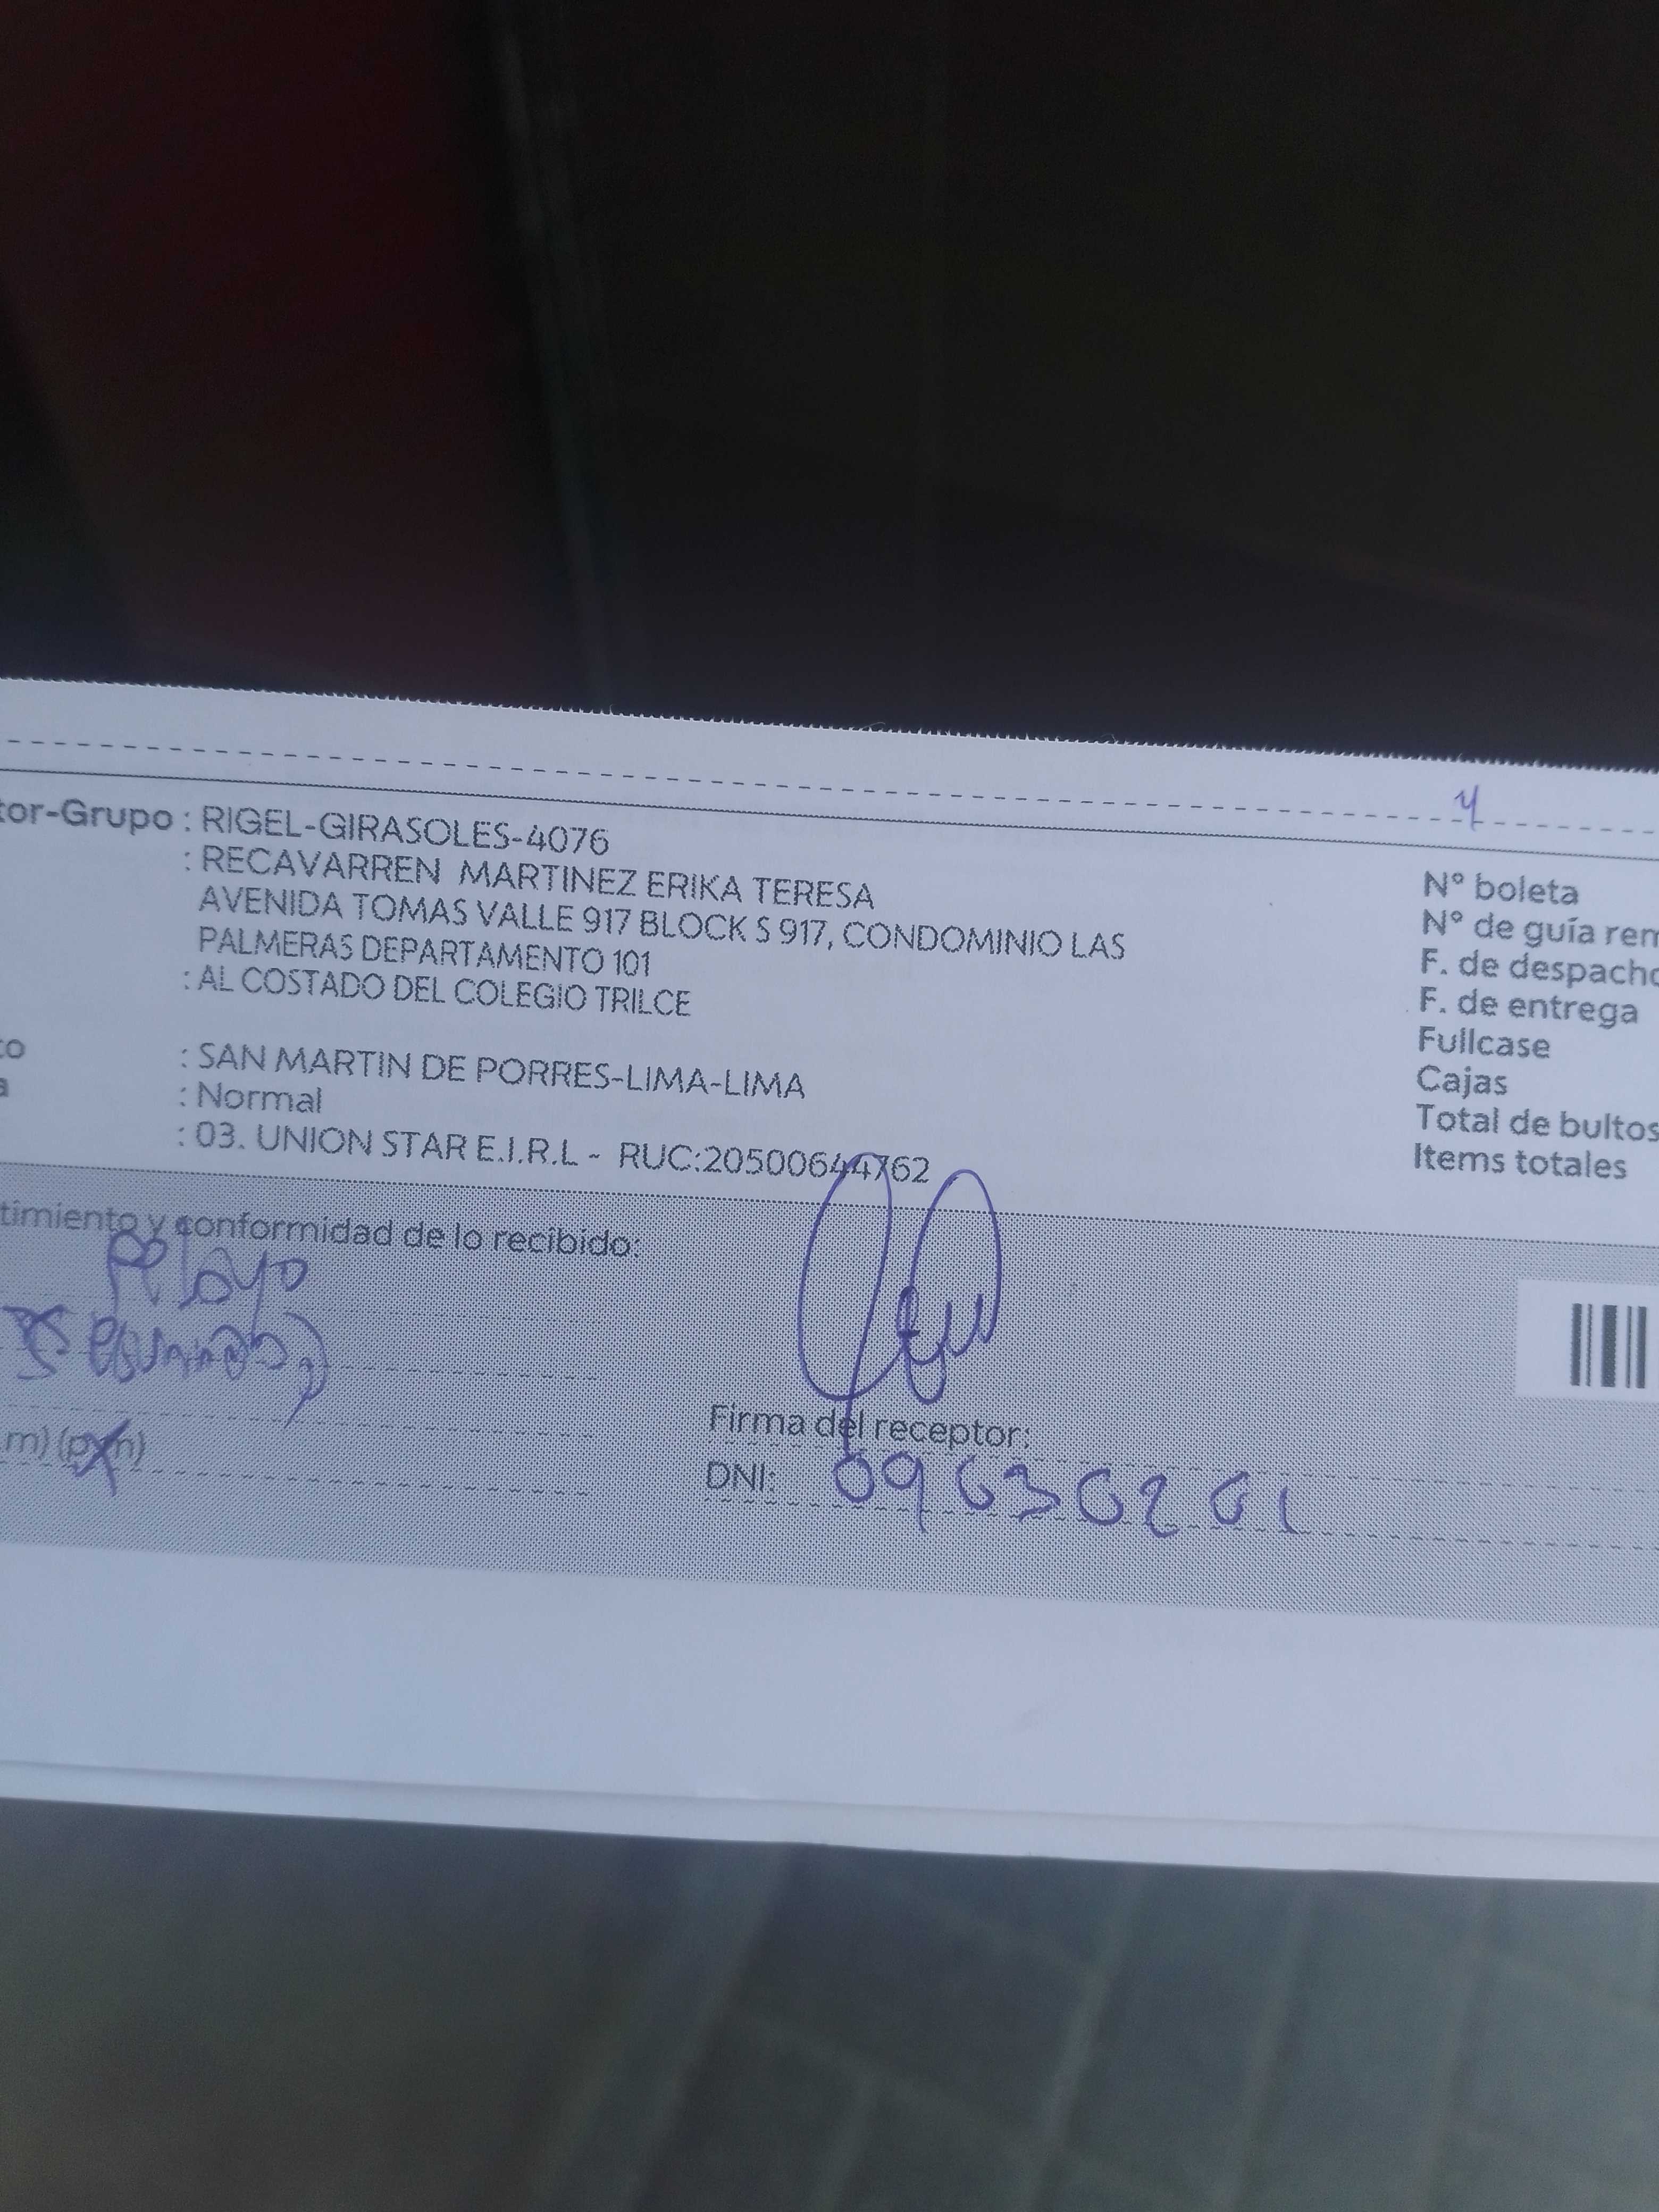 4
tor-Grupo : RIGEL-GIRASOLES-4076
: RECAVARREN MARTINEZ ERIKA TERESA
AVENIDA TOMAS VALLE 917 BLOCK S 917, CONDOMINIO LAS
PALMERAS DEPARTAMENTO 101
: AL COSTADO DEL COLEGIO TRILCE
to : SAN MARTIN DE PORRES-LIMA-LIMA
a : Normal
: 03. UNION STAR E.I.R.L - RUC:20500644762
N° boleta
N° de guía rem
F. de despacho
F. de entrega
Fullcase
Cajas
Total de bultos
Items totales
timiento y conformidad de lo recibido:
.m) (p.m)
Firma del receptor:
DNI: 09630201